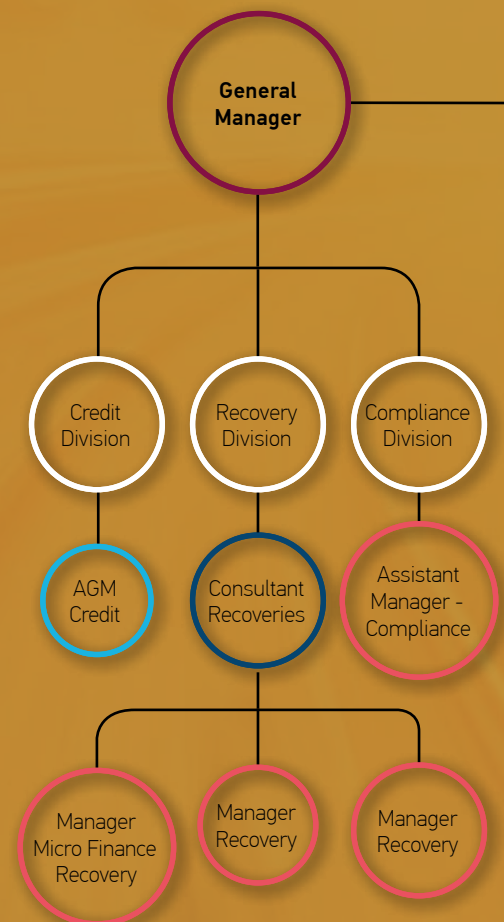 General
Manager
Credit
Division
Recovery
Division
Compliance
Division
AGM
Credit
Consultant
Recoveries
Assistant
Manager -
Compliance
Manager
Micro Finance
Recovery
Manager
Recovery
Manager
Recovery